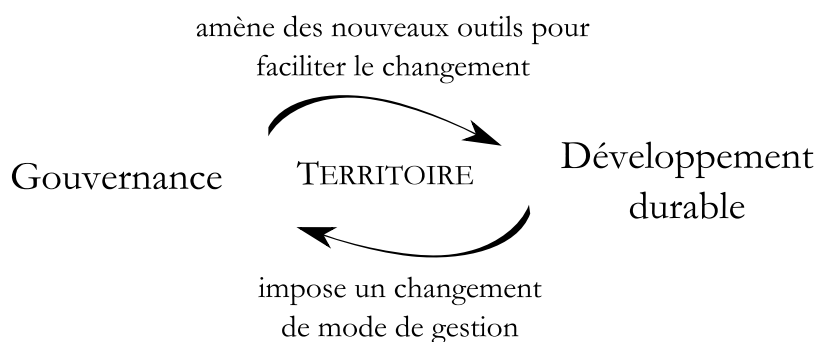 amène des nouveaux outils pour
faciliter le changement
Gouvernance
TERRITOIRE
Développement
durable
impose un changement
de mode de gestion